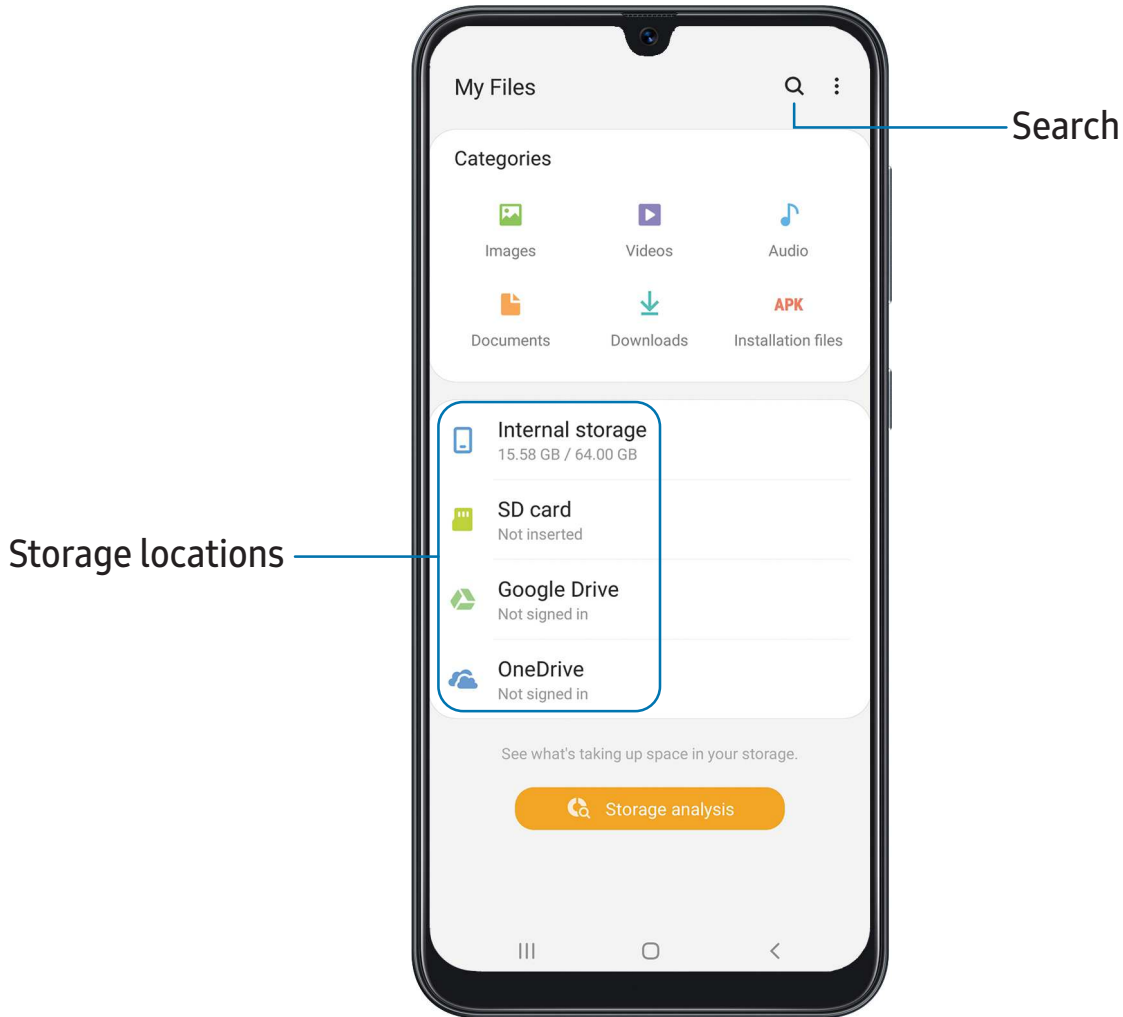 My Files
Search
Categories
Images Videos Audio
APK
Documents Downloads Installation files
Internal storage
15.58 GB / 64.00 GB
SD card
Not inserted
Storage locations
Google Drive
Not signed in
OneDrive
Not signed in
See what's taking up space in your storage.
Storage analysis